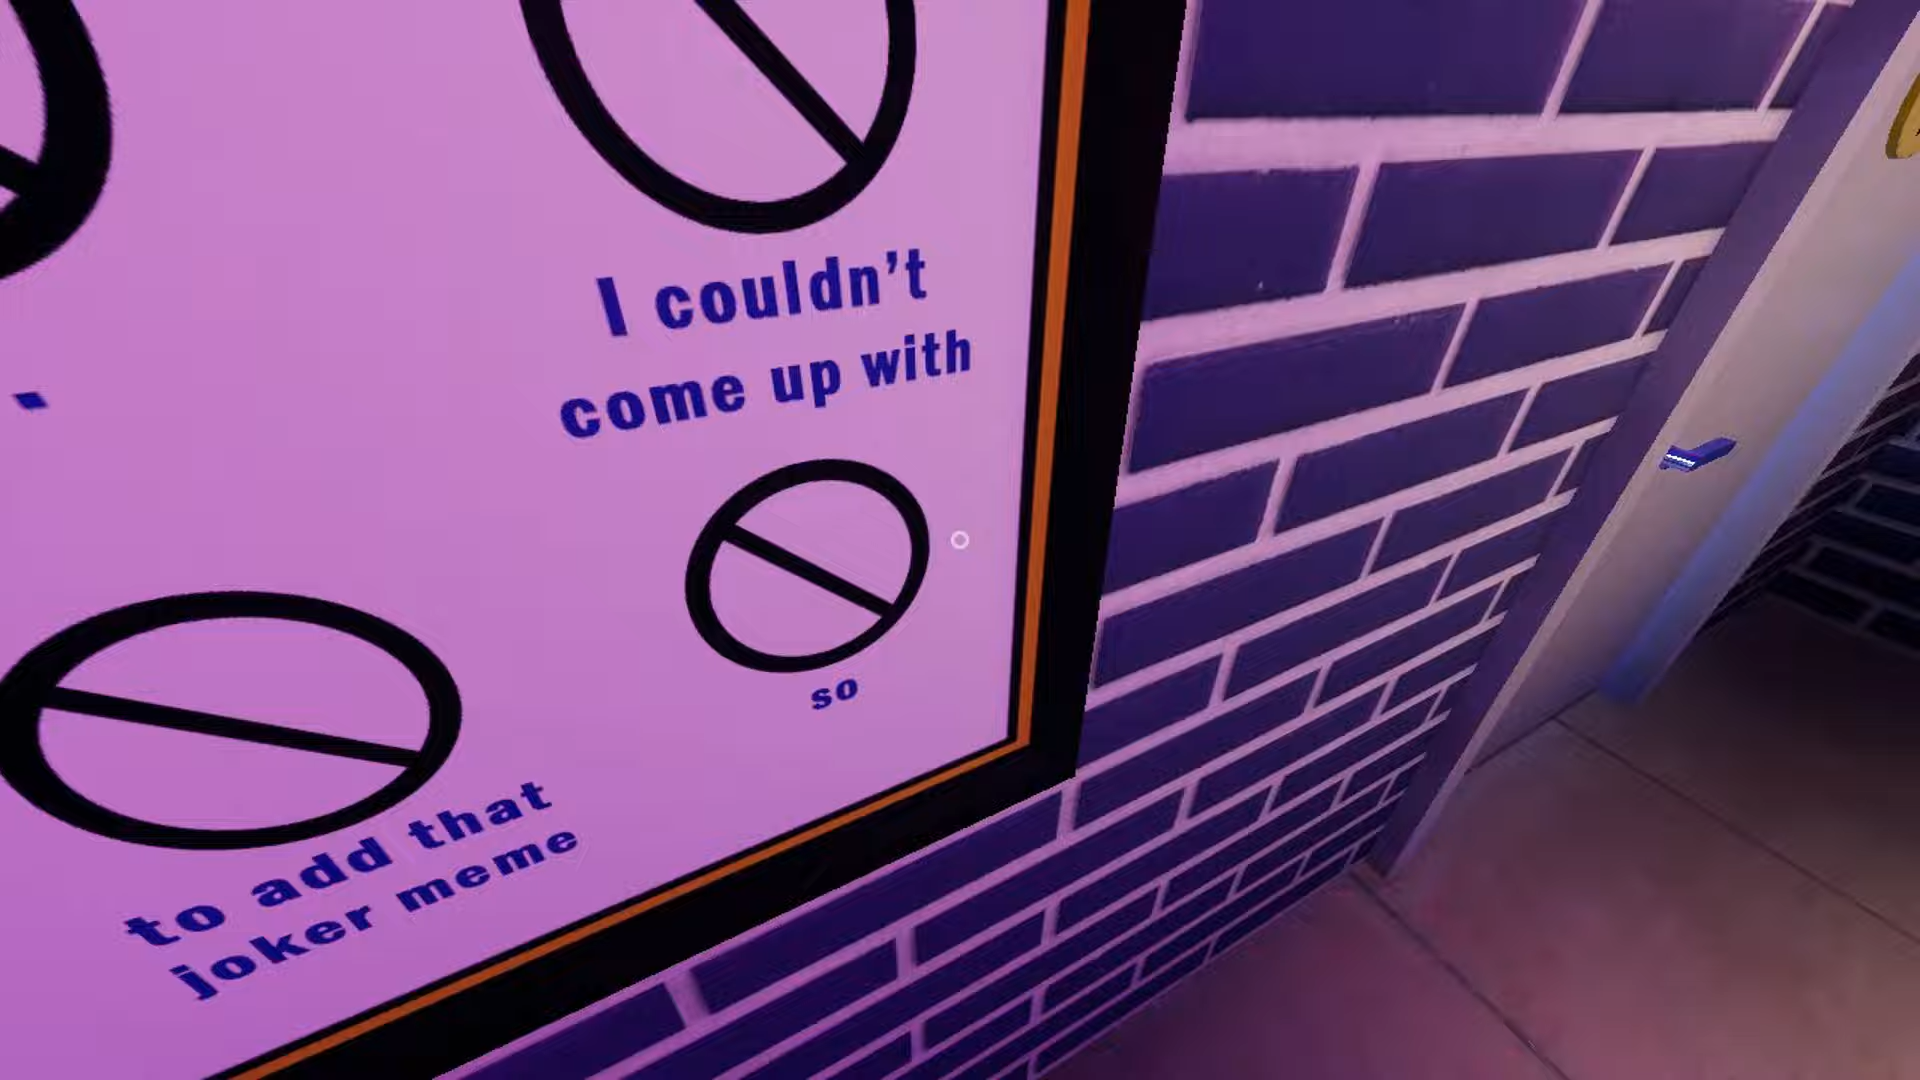 I couldn't
come up with
so
to add that
joker meme